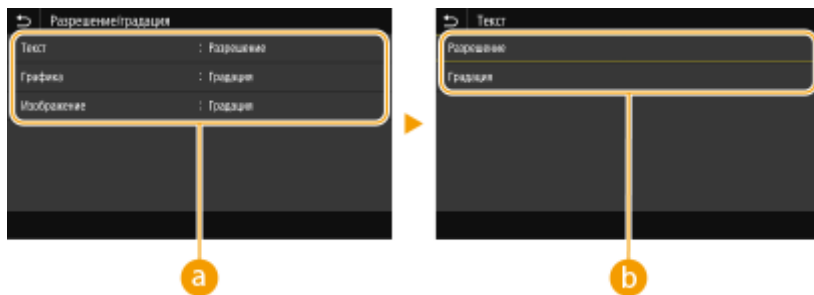 Разрешение/градация
Текст : Разрешение
Графика : Градация
Изображение : Градация
a
Текст
Разрешение
Градация
b